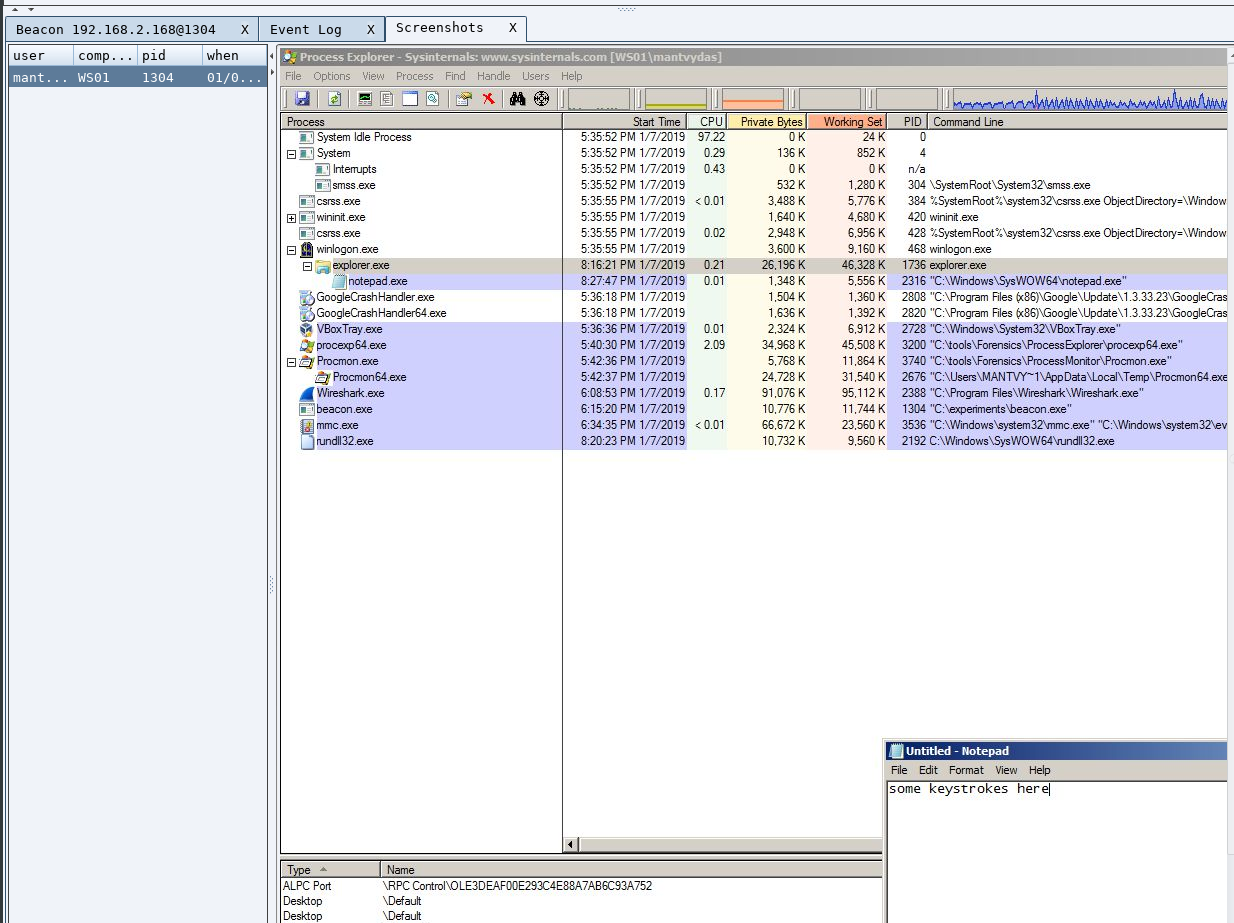 Beacon 192.168.2.168@1304 X Event Log X Screenshots X
user comp... pid when
mant... WS01 1304 01/0...
Process Explorer - Sysinternals: www.sysinternals.com [WS01\mantvydas]
File Options View Process Find Handle Users Help
Process Start Time CPU Private Bytes Working Set PID Command Line
System Idle Process 5:35:52 PM 1/7/2019 97.22 0 K 24 K 0
System 5:35:52 PM 1/7/2019 0.29 136 K 852 K 4
Interrupts 5:35:52 PM 1/7/2019 0.43 0 K 0 K n/a
smss.exe 5:35:52 PM 1/7/2019 532 K 1,280 K 304 \SystemRoot\System32\smss.exe
csrss.exe 5:35:55 PM 1/7/2019 < 0.01 3,488 K 5,776 K 384 %SystemRoot%\system32\csrss.exe ObjectDirectory=\Window
wininit.exe 5:35:55 PM 1/7/2019 1,640 K 4,680 K 420 wininit.exe
csrss.exe 5:35:55 PM 1/7/2019 0.02 2,948 K 6,956 K 428 %SystemRoot%\system32\csrss.exe ObjectDirectory=\Window
winlogon.exe 5:35:55 PM 1/7/2019 3,600 K 9,160 K 468 winlogon.exe
explorer.exe 8:16:21 PM 1/7/2019 0.21 26,196 K 46,328 K 1736 explorer.exe
notepad.exe 8:27:47 PM 1/7/2019 0.01 1,348 K 5,556 K 2316 "C:\Windows\SysWOW64\notepad.exe"
GoogleCrashHandler.exe 5:36:18 PM 1/7/2019 1,504 K 1,360 K 2808 "C:\Program Files (x86)\Google\Update\1.3.33.23\GoogleCras
GoogleCrashHandler64.exe 5:36:18 PM 1/7/2019 1,636 K 1,392 K 2820 "C:\Program Files (x86)\Google\Update\1.3.33.23\GoogleCras
VBoxTray.exe 5:36:36 PM 1/7/2019 0.01 2,324 K 6,912 K 2728 "C:\Windows\System32\VBoxTray.exe"
procexp64.exe 5:40:30 PM 1/7/2019 2.09 34,968 K 45,508 K 3200 "C:\tools\Forensics\ProcessExplorer\procexp64.exe"
Procmon.exe 5:42:36 PM 1/7/2019 5,768 K 11,864 K 3740 "C:\tools\Forensics\ProcessMonitor\Procmon.exe"
Procmon64.exe 5:42:37 PM 1/7/2019 24,728 K 31,540 K 2676 "C:\Users\MANTVY~1\AppData\Local\Temp\Procmon64.exe
Wireshark.exe 6:08:53 PM 1/7/2019 0.17 91,076 K 95,112 K 2388 "C:\Program Files\Wireshark\Wireshark.exe"
beacon.exe 6:15:20 PM 1/7/2019 10,776 K 11,744 K 1304 "C:\experiments\beacon.exe"
mmc.exe 6:34:35 PM 1/7/2019 < 0.01 66,672 K 23,560 K 3536 "C:\Windows\system32\mmc.exe" "C:\Windows\system32\ev
rundll32.exe 8:20:23 PM 1/7/2019 10,732 K 9,560 K 2192 C:\Windows\SysWOW64\rundll32.exe
Untitled - Notepad
File Edit Format View Help
some keystrokes here
Type Name
ALPC Port \RPC Control\OLE3DEAF00E293C4E88A7AB6C93A752
Desktop \Default
Desktop \Default